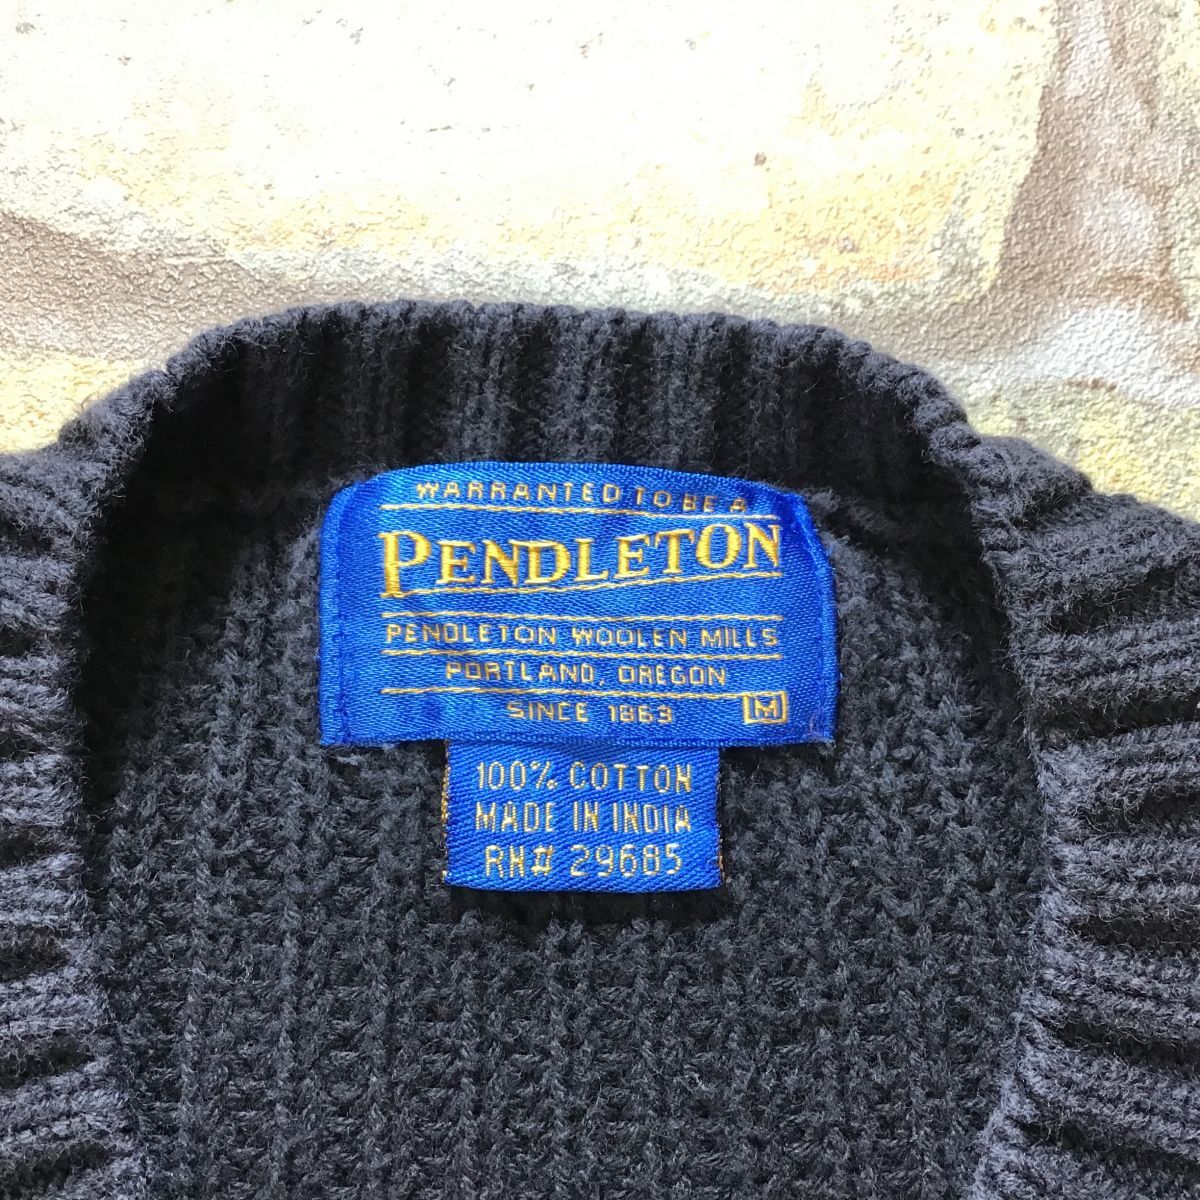 WARRANTED TO BE A
PENDLETON
PENDLETON WOOLEN MILLS
PORTLAND, OREGON
SINCE 1863 M
100% COTTON
MADE IN INDIA
RN# 29685